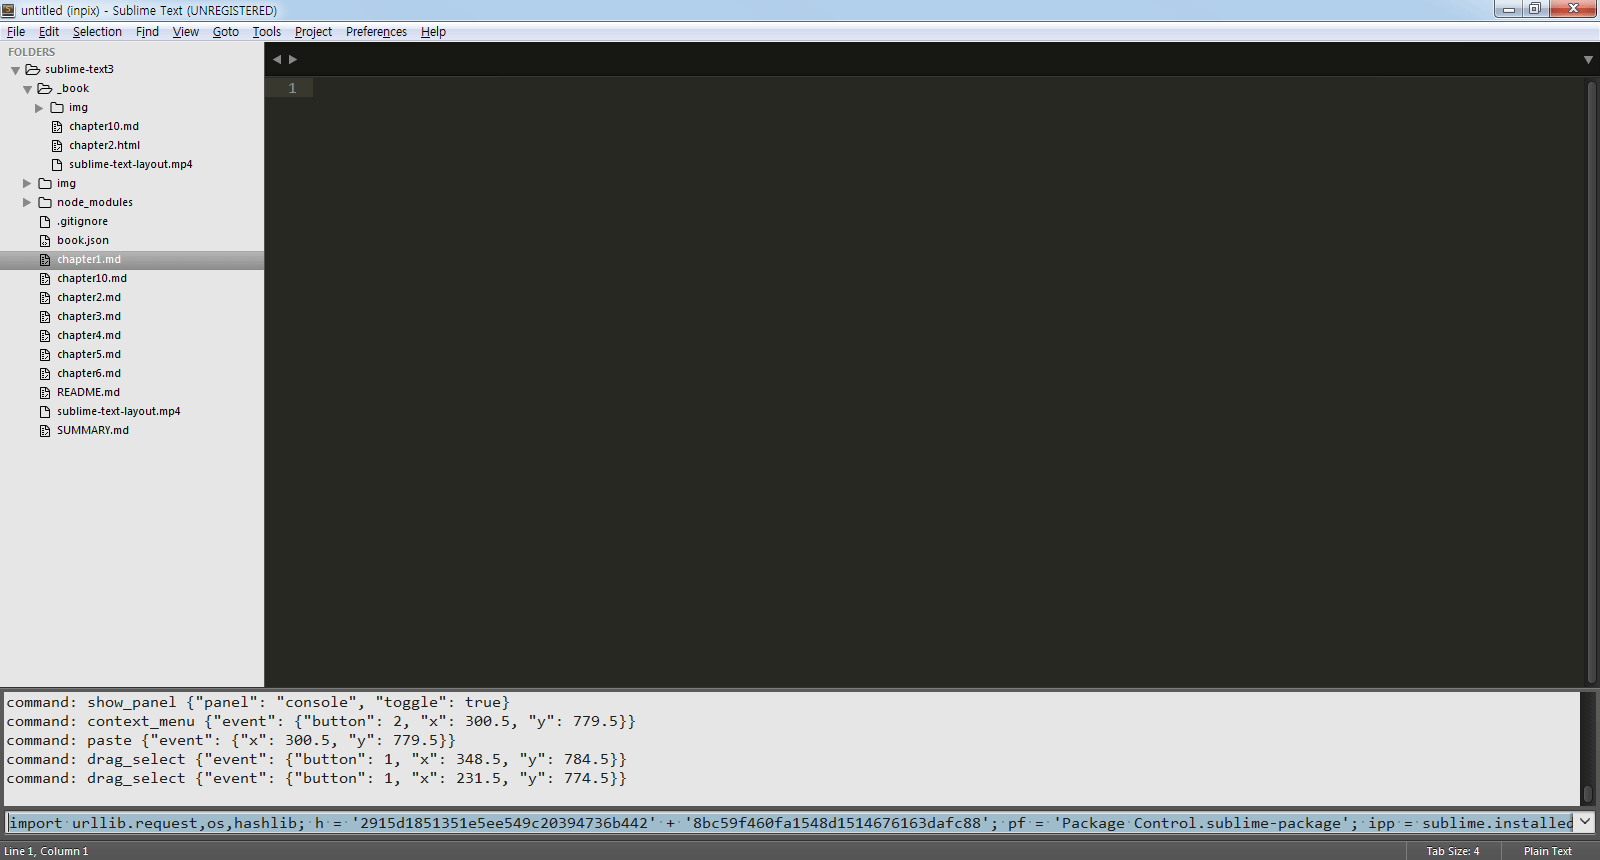 untitled (inpix) - Sublime Text (UNREGISTERED)
File Edit Selection Find View Goto Tools Project Preferences Help
FOLDERS
sublime-text3
_book
img
chapter10.md
chapter2.html
sublime-text-layout.mp4
img
node_modules
.gitignore
book.json
chapter1.md
chapter10.md
chapter2.md
chapter3.md
chapter4.md
chapter5.md
chapter6.md
README.md
sublime-text-layout.mp4
SUMMARY.md
1
command: show_panel {"panel": "console", "toggle": true}
command: context_menu {"event": {"button": 2, "x": 300.5, "y": 779.5}}
command: paste {"event": {"x": 300.5, "y": 779.5}}
command: drag_select {"event": {"button": 1, "x": 348.5, "y": 784.5}}
command: drag_select {"event": {"button": 1, "x": 231.5, "y": 774.5}}
import urllib.request,os,hashlib; h = '2915d1851351e5ee549c20394736b442' + '8bc59f460fa1548d1514676163dafc88'; pf = 'Package Control.sublime-package'; ipp = sublime.installed
Line 1, Column 1
Tab Size: 4
Plain Text